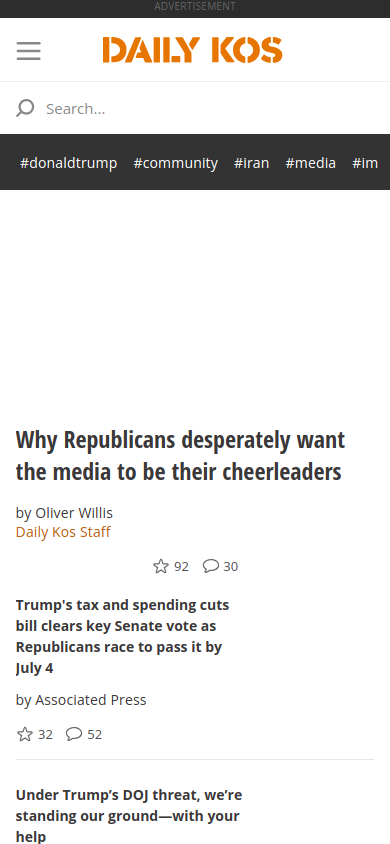 ADVERTISEMENT
DAILY KOS
Search...
#donaldtrump #community #iran #media #im
Why Republicans desperately want
the media to be their cheerleaders
by Oliver Willis
Daily Kos Staff
92 30
Trump's tax and spending cuts
bill clears key Senate vote as
Republicans race to pass it by
July 4
by Associated Press
32 52
Under Trump’s DOJ threat, we’re
standing our ground—with your
help